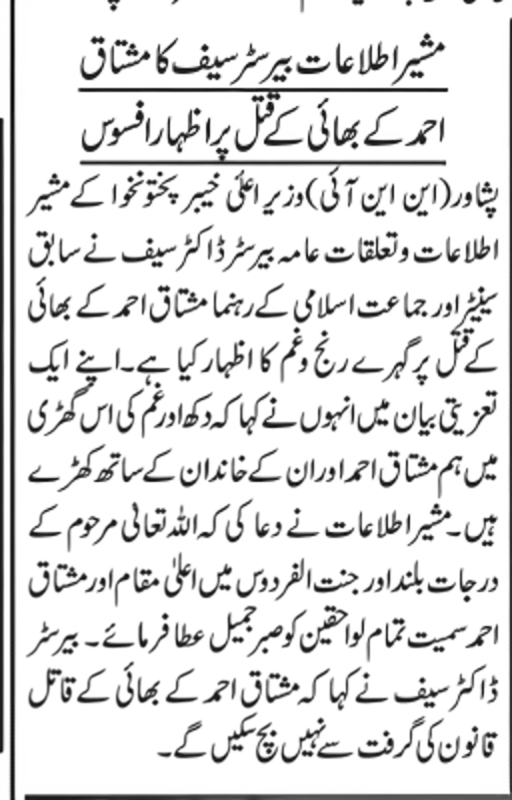 مشیر اطلاعات بیرسٹر سیف کا مشتاق
احمد کے بھائی کے قتل پر اظہار افسوس
پشاور(این این آئی)وزیر اعلیٰ خیبر پختونخوا کے مشیر
اطلاعات و تعلقات عامہ بیرسٹر ڈاکٹر سیف نے سابق
سینیٹر اور جماعت اسلامی کے رہنما مشتاق احمد کے بھائی
کے قتل پر گہرے رنج و غم کا اظہار کیا ہے۔اپنے ایک
تعزیتی بیان میں انہوں نے کہا کہ دکھ اور غم کی اس گھڑی
میں ہم مشتاق احمد اور ان کے خاندان کے ساتھ کھڑے
ہیں۔مشیر اطلاعات نے دعا کی کہ اللہ تعالیٰ مرحوم کے
درجات بلند اور جنت الفردوس میں اعلیٰ مقام اور مشتاق
احمد سمیت تمام لواحقین کو صبر جمیل عطا فرمائے۔ بیرسٹر
ڈاکٹر سیف نے کہا کہ مشتاق احمد کے بھائی کے قاتل
قانون کی گرفت سے نہیں بچ سکیں گے۔